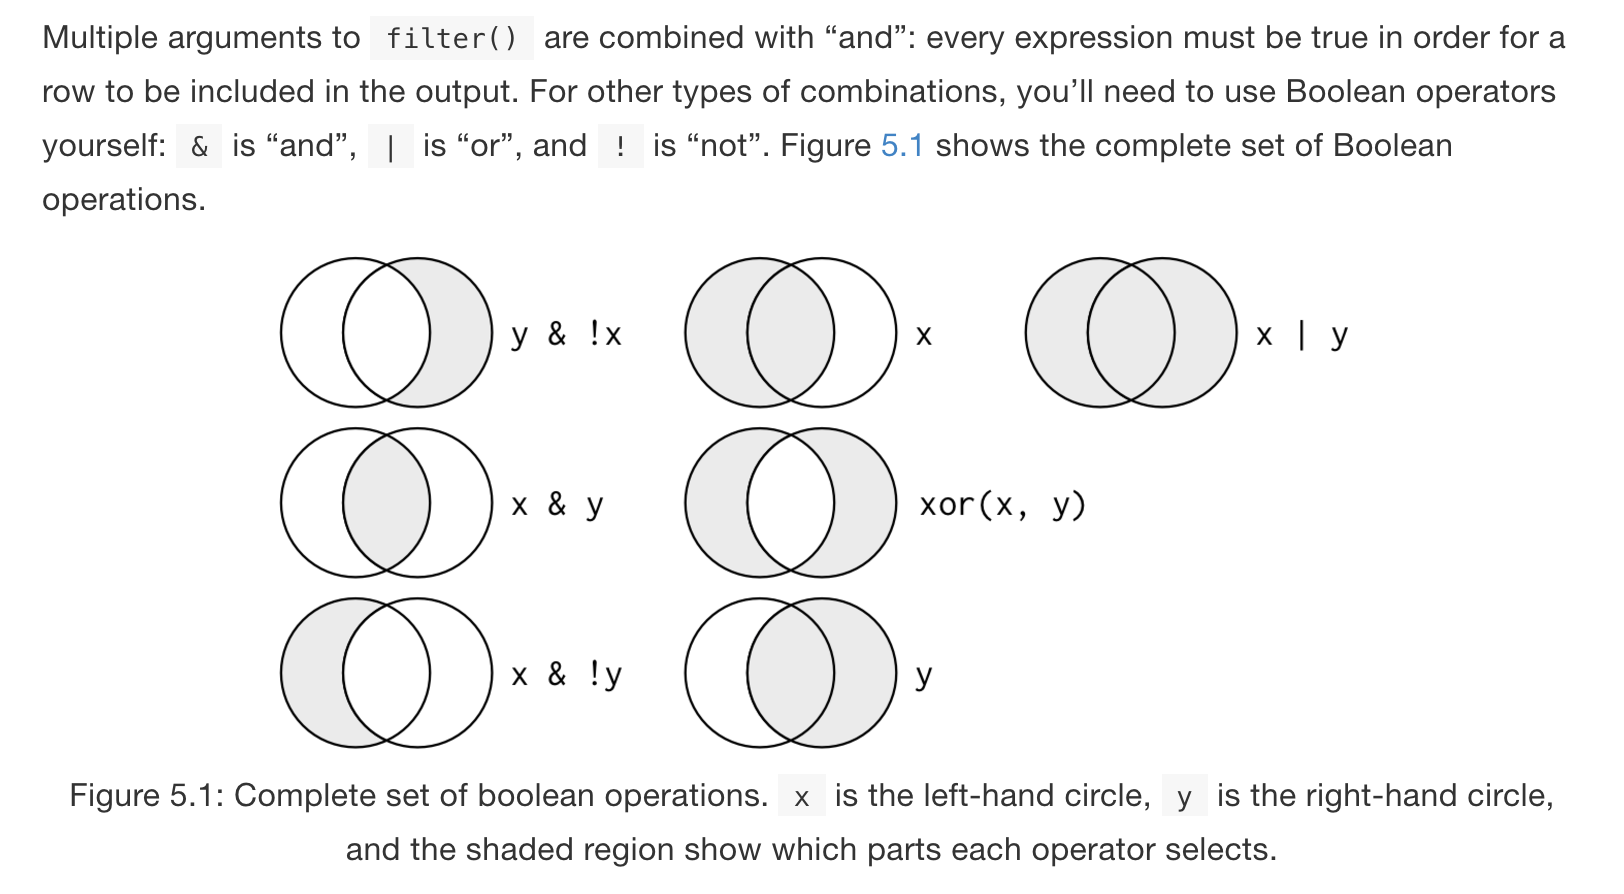 Multiple arguments to filter() are combined with “and”: every expression must be true in order for a
row to be included in the output. For other types of combinations, you’ll need to use Boolean operators
yourself: & is “and”, | is “or”, and ! is “not”. Figure 5.1 shows the complete set of Boolean
operations.
y & !x
x
x | y
x & y
xor(x, y)
x & !y
y
Figure 5.1: Complete set of boolean operations. x is the left-hand circle, y is the right-hand circle,
and the shaded region show which parts each operator selects.